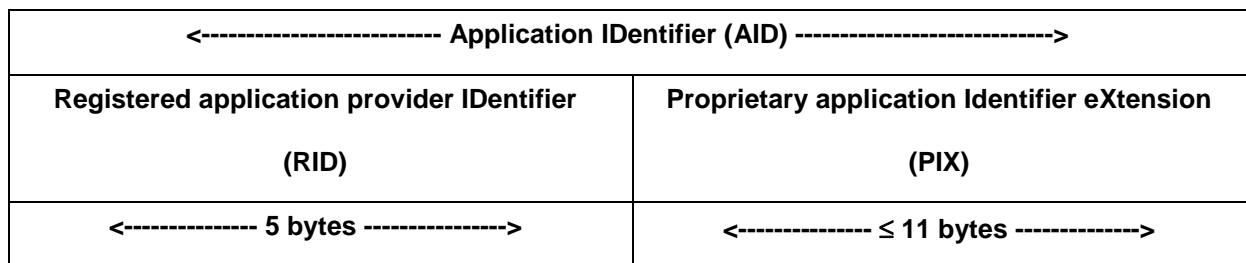 <--------------------------- Application IDentifier (AID) ---------------------------->
Registered application provider IDentifier
(RID)
Proprietary application Identifier eXtension
(PIX)
<--------------- 5 bytes ---------------->
<--------------- ≤ 11 bytes -------------->